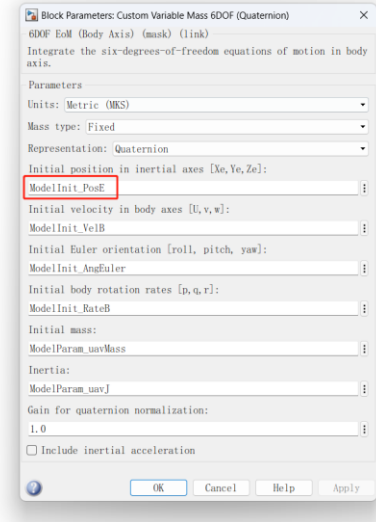 Block Parameters: Custom Variable Mass 6DOF (Quaternion)
6DOF EoM (Body Axis) (mask) (link)
Integrate the six-degrees-of-freedom equations of motion in body
axis.
Parameters
Units: Metric (MKS)
Mass type: Fixed
Representation: Quaternion
Initial position in inertial axes [Xe,Ye,Ze]:
ModelInit_PosE
Initial velocity in body axes [U,v,w]:
ModelInit_VelB
Initial Euler orientation [roll, pitch, yaw]:
ModelInit_AngEuler
Initial body rotation rates [p,q,r]:
ModelInit_RateB
Initial mass:
ModelParam_uavMass
Inertia:
ModelParam_uavJ
Gain for quaternion normalization:
1.0
Include inertial acceleration
OK Cancel Help Apply